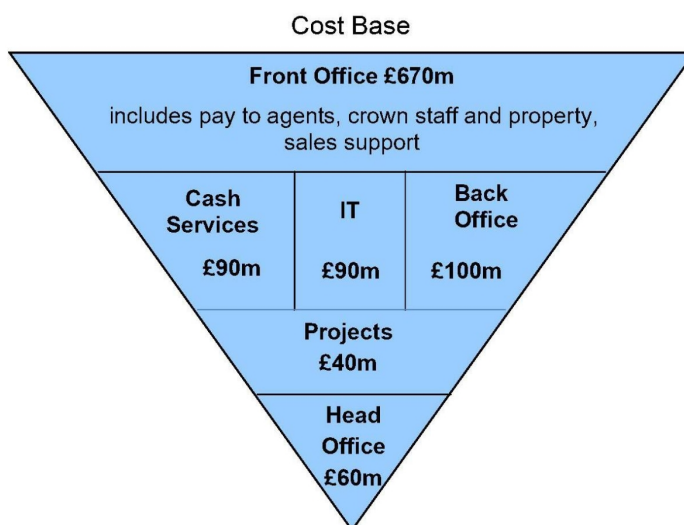 Cost Base
Front Office £670m
includes pay to agents, crown staff and property,
sales support
Cash
Services
£90m
IT
£90m
Back
Office
£100m
Projects
£40m
Head
Office
£60m